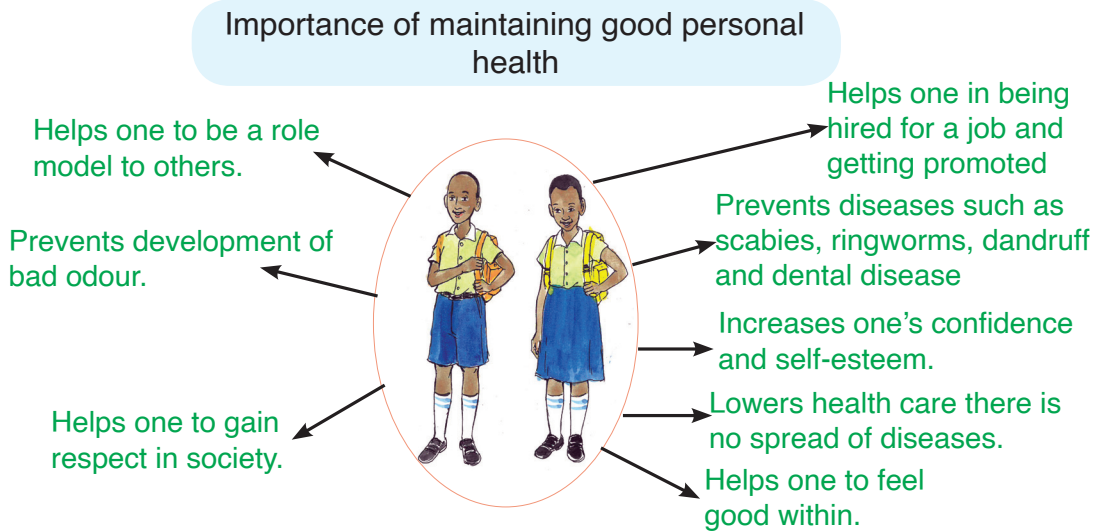 Importance of maintaining good personal
health
Helps one to be a role
model to others.
Prevents development of
bad odour.
Helps one to gain
respect in society.
Helps one in being
hired for a job and
getting promoted
Prevents diseases such as
scabies, ringworms, dandruff
and dental disease
Increases one’s confidence
and self-esteem.
Lowers health care there is
no spread of diseases.
Helps one to feel
good within.